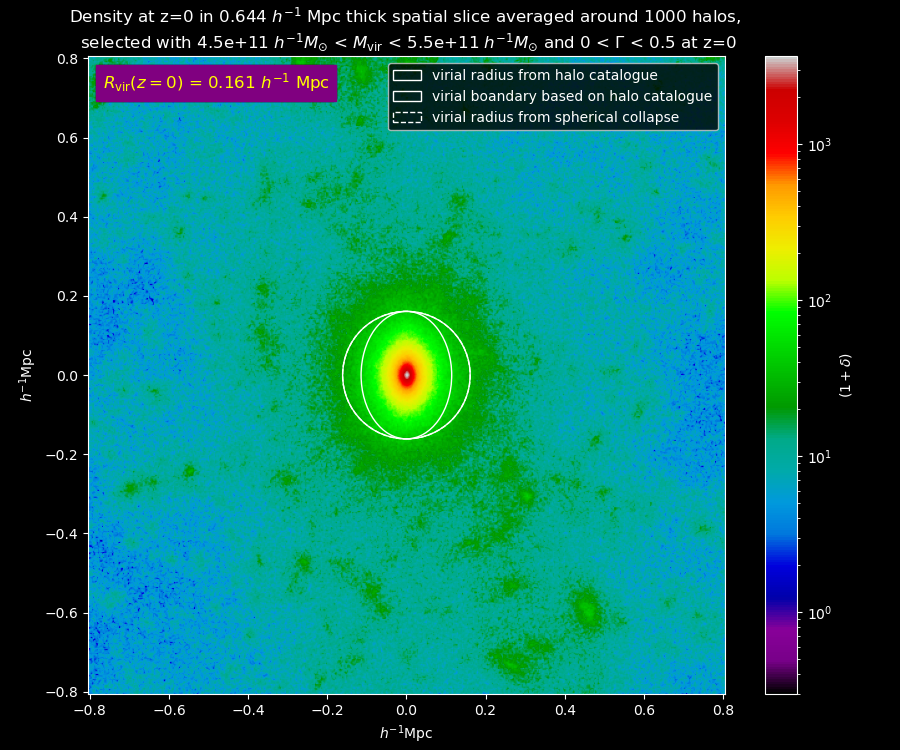 Density at z=0 in 0.644 h⁻¹ Mpc thick spatial slice averaged around 1000 halos,
selected with 4.5e+11 h⁻¹M⊙ < Mvir < 5.5e+11 h⁻¹M⊙ and 0 < Γ < 0.5 at z=0
Rvir(z = 0) = 0.161 h⁻¹ Mpc
virial radius from halo catalogue
virial boundary based on halo catalogue
virial radius from spherical collapse
0.8
0.6
0.4
0.2
0.0
−0.2
−0.4
−0.6
−0.8
h⁻¹Mpc
−0.8 −0.6 −0.4 −0.2 0.0 0.2 0.4 0.6 0.8
h⁻¹Mpc
10³
10²
10¹
10⁰
(1 + δ)